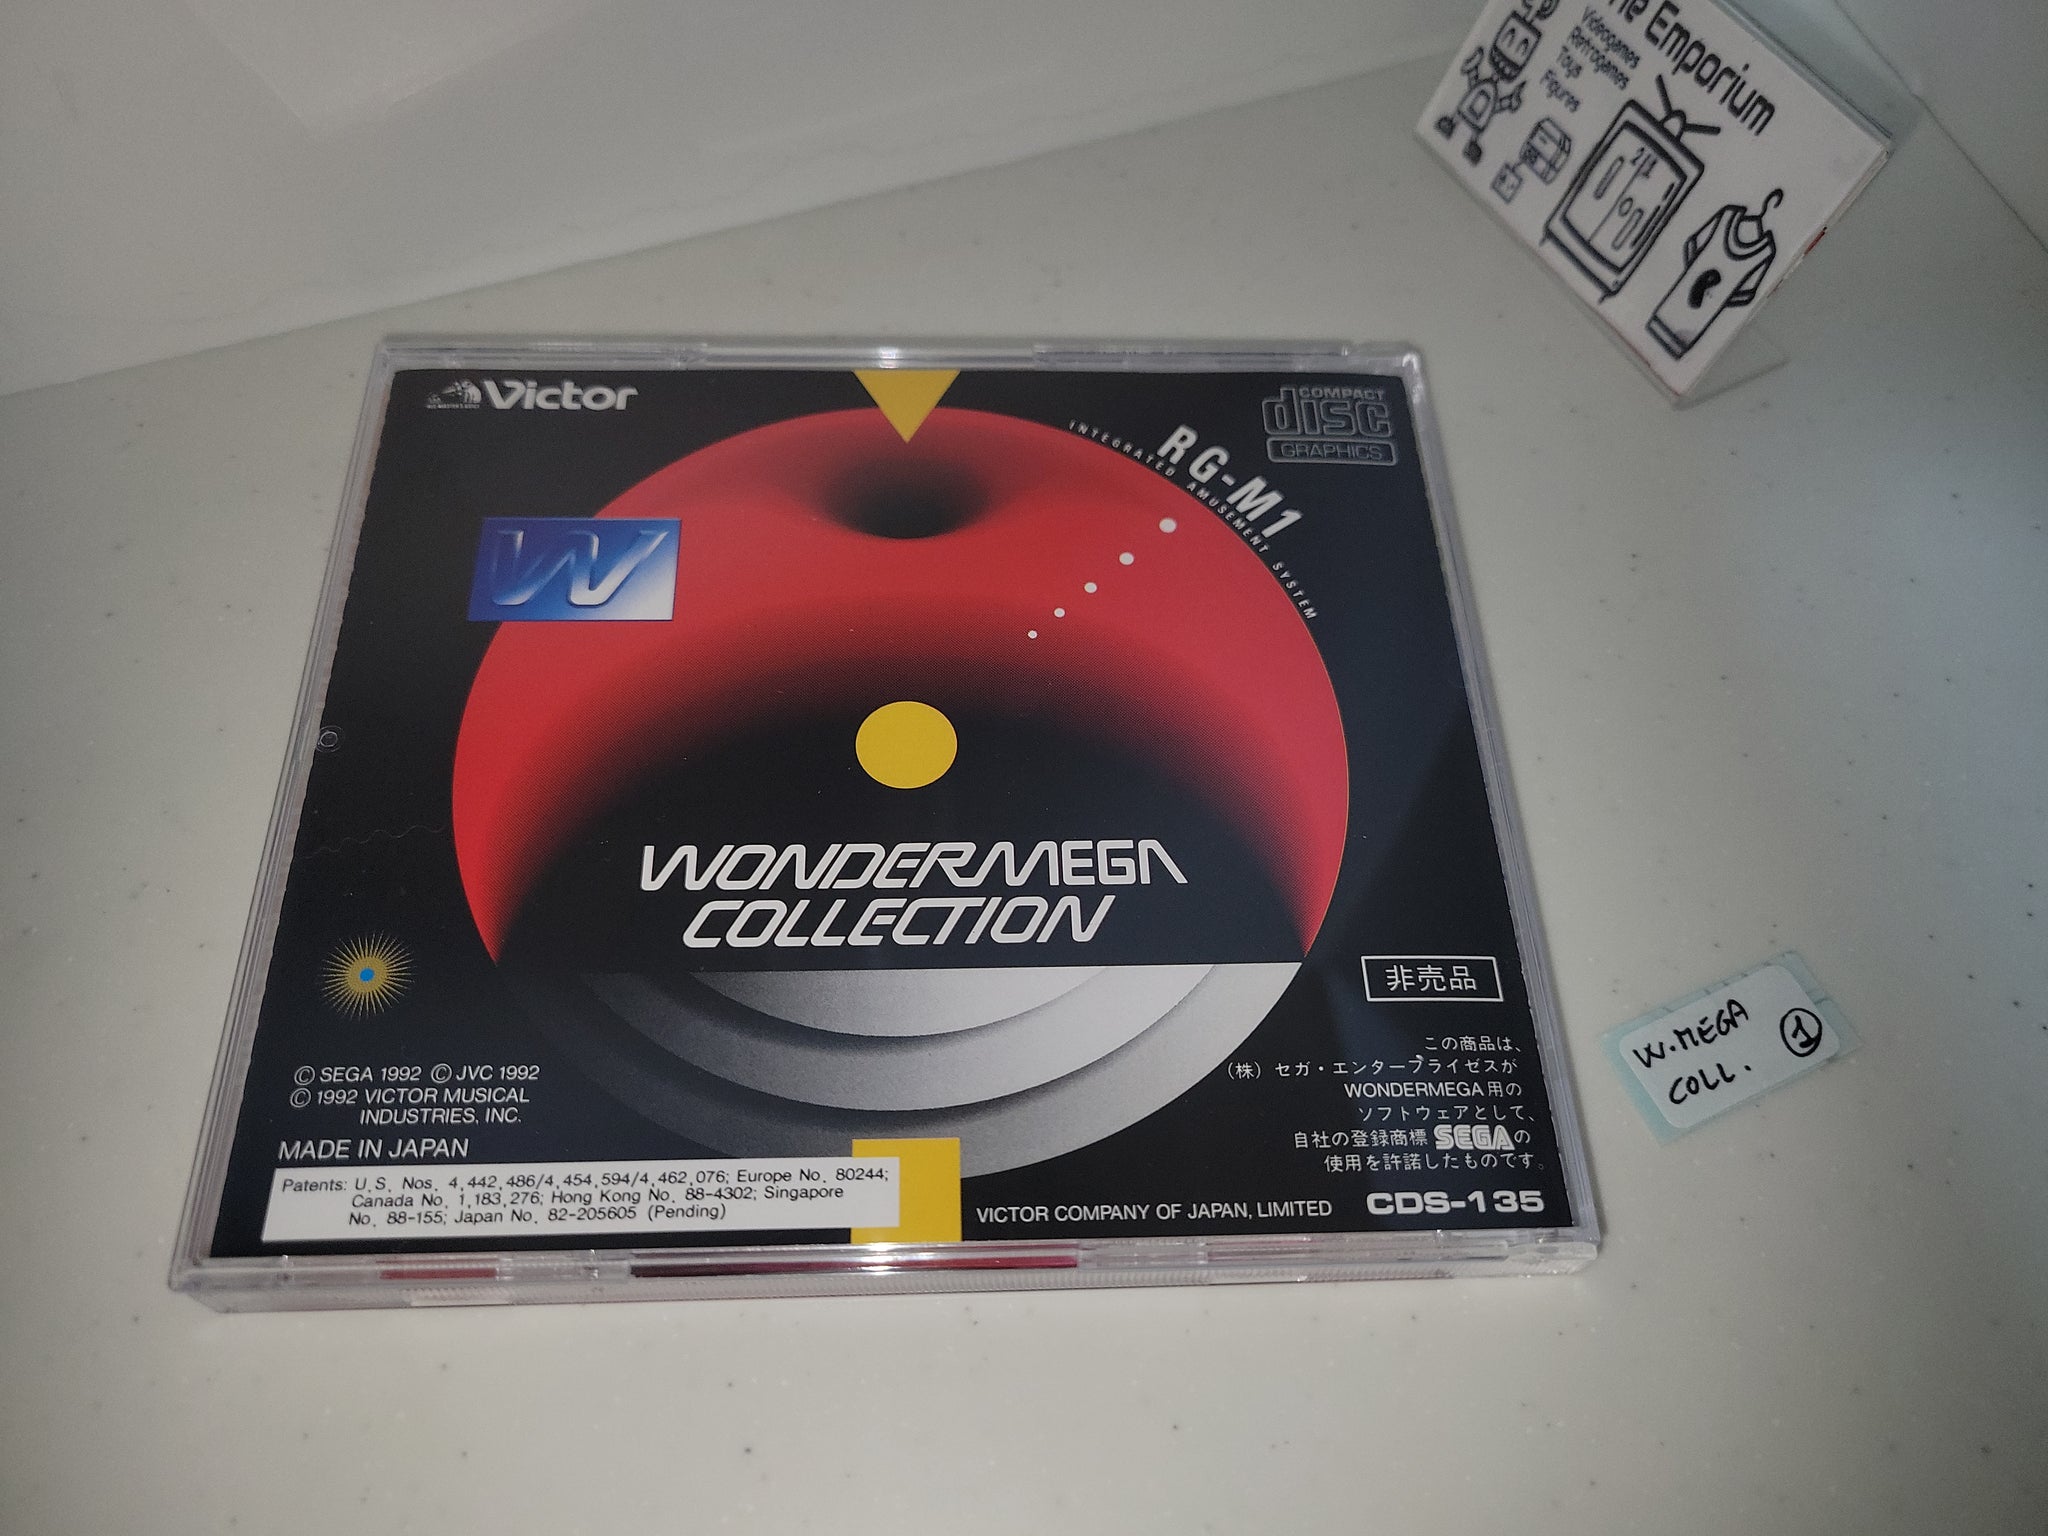 Emporium
Videogames
Retrogames
Toys
Figures
Victor
COMPACT
disc
GRAPHICS
RG-M1
INTEGRATED AMUSEMENT SYSTEM
W
WONDERMEGA
COLLECTION
非売品
この商品は、
(株)セガ・エンタープライゼスが
WONDERMEGA用の
ソフトウェアとして、
自社の登録商標SEGAの
使用を許諾したものです。
© SEGA 1992 © JVC 1992
© 1992 VICTOR MUSICAL
INDUSTRIES, INC.
MADE IN JAPAN
Patents: U.S. Nos. 4,442,486/4,454,594/4,462,076; Europe No. 80244;
Canada No. 1,183,276; Hong Kong No. 88-4302; Singapore
No. 88-155; Japan No. 82-205605 (Pending)
VICTOR COMPANY OF JAPAN, LIMITED
CDS-135
W.MEGA
COLL.
1